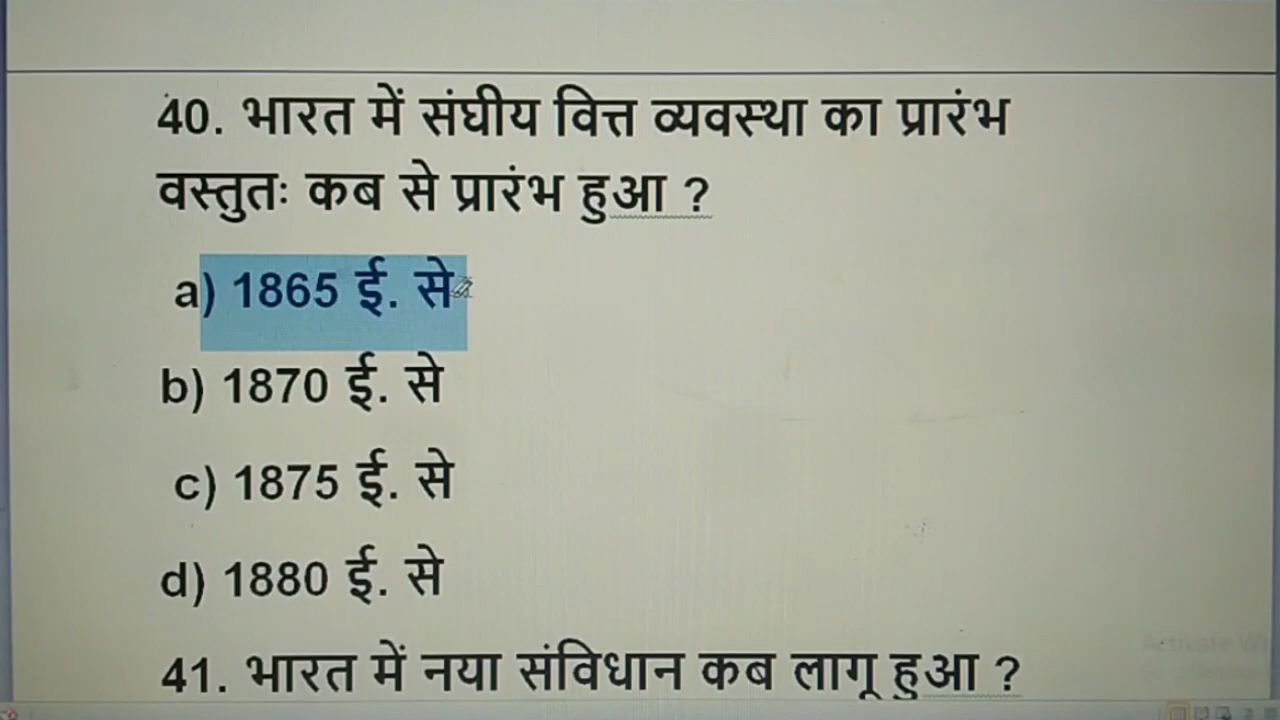 40. भारत में संघीय वित्त व्यवस्था का प्रारंभ
वस्तुतः कब से प्रारंभ हुआ ?
a) 1865 ई. से
b) 1870 ई. से
c) 1875 ई. से
d) 1880 ई. से
41. भारत में नया संविधान कब लागू हुआ ?